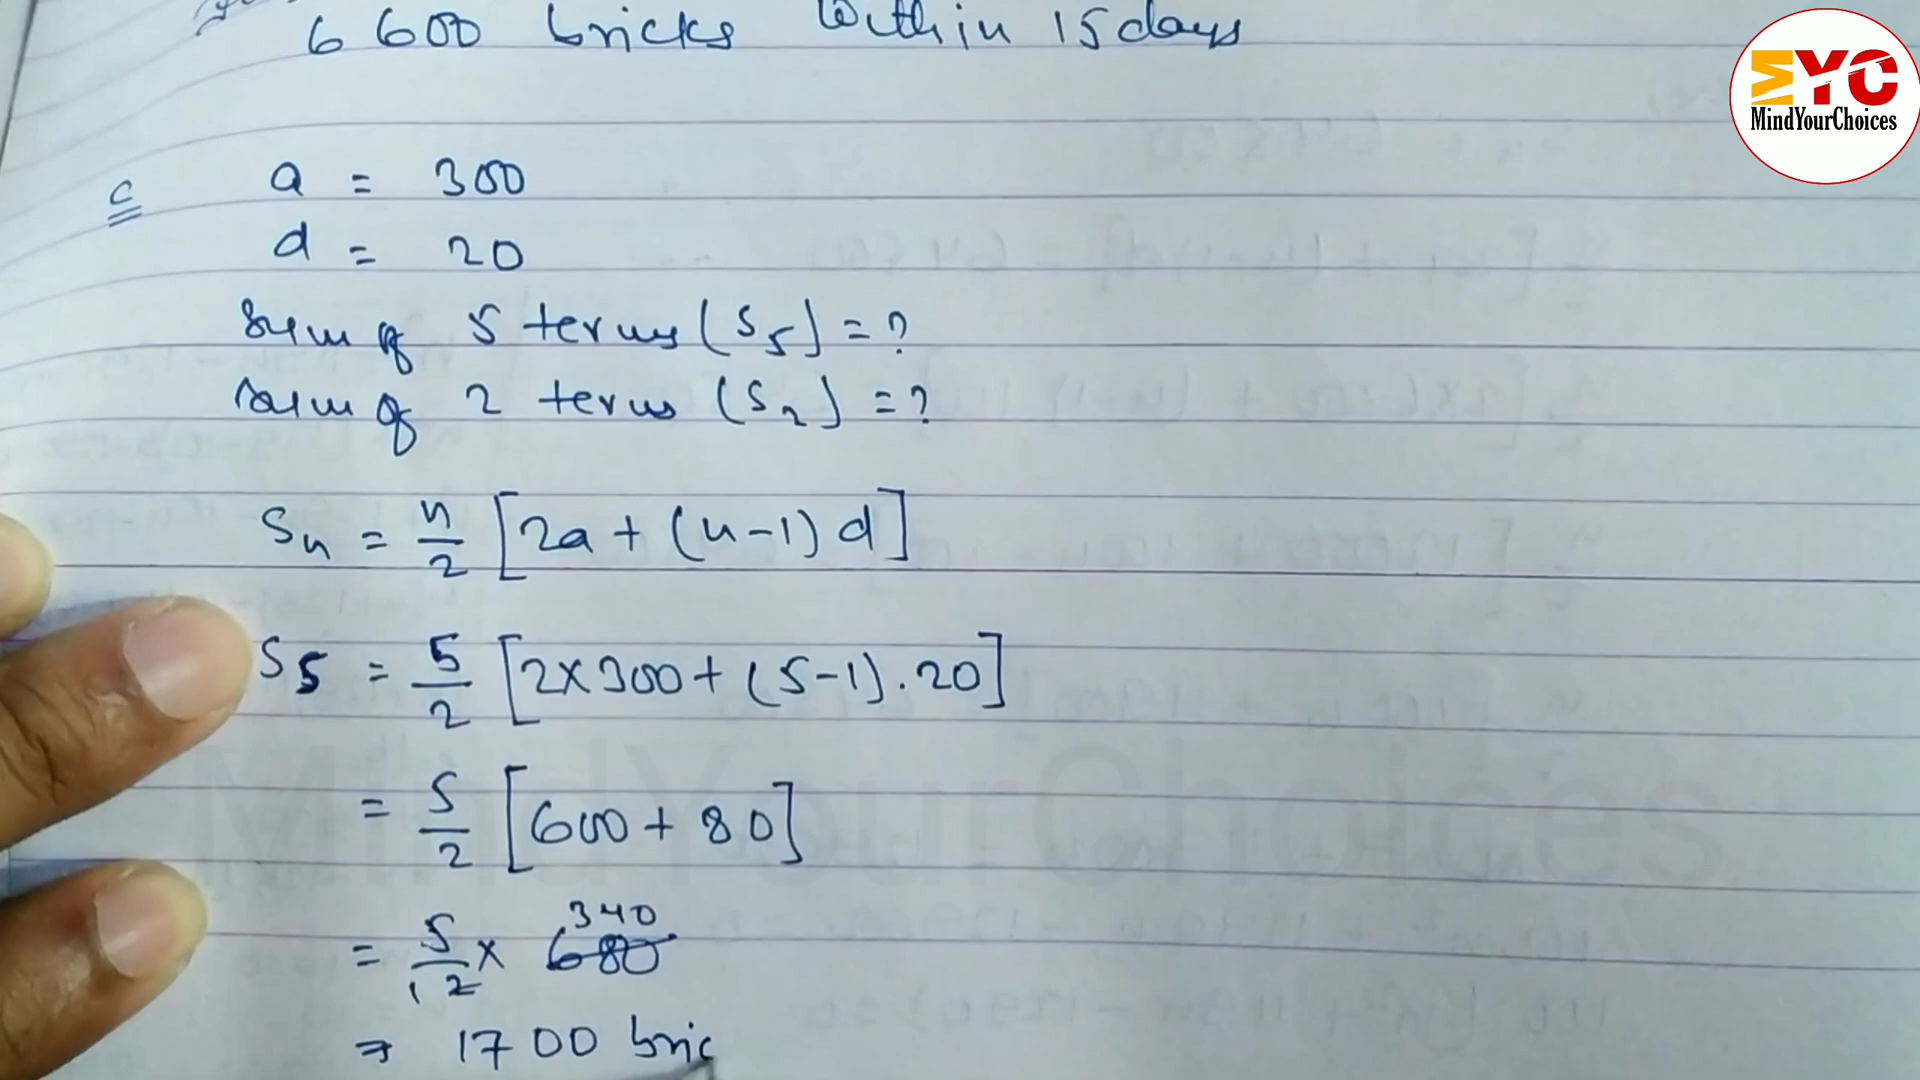 6600 bricks within 15 days
MYC
MindYourChoices
c a = 300
d = 20
Sum of 5 terms (S5) = ?
Sum of 2 terms (S2) = ?
Sn = n/2 [2a + (n-1) d]
S5 = 5/2 [2×300 + (5-1).20]
= 5/2 [600 + 80]
340
= 5/2 × 680
1
⇒ 1700 bric
MindYourChoices